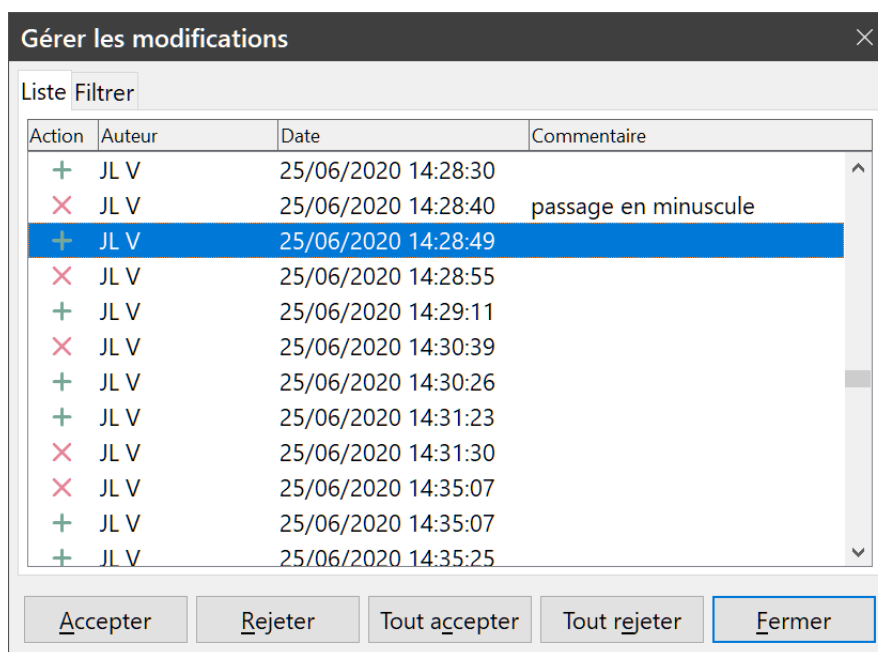 Gérer les modifications
Liste Filtrer
Action Auteur Date Commentaire
JL V 25/06/2020 14:28:30
JL V 25/06/2020 14:28:40 passage en minuscule
JL V 25/06/2020 14:28:49
JL V 25/06/2020 14:28:55
JL V 25/06/2020 14:29:11
JL V 25/06/2020 14:30:39
JL V 25/06/2020 14:30:26
JL V 25/06/2020 14:31:23
JL V 25/06/2020 14:31:30
JL V 25/06/2020 14:35:07
JL V 25/06/2020 14:35:07
JL V 25/06/2020 14:35:25
Accepter Rejeter Tout accepter Tout rejeter Fermer